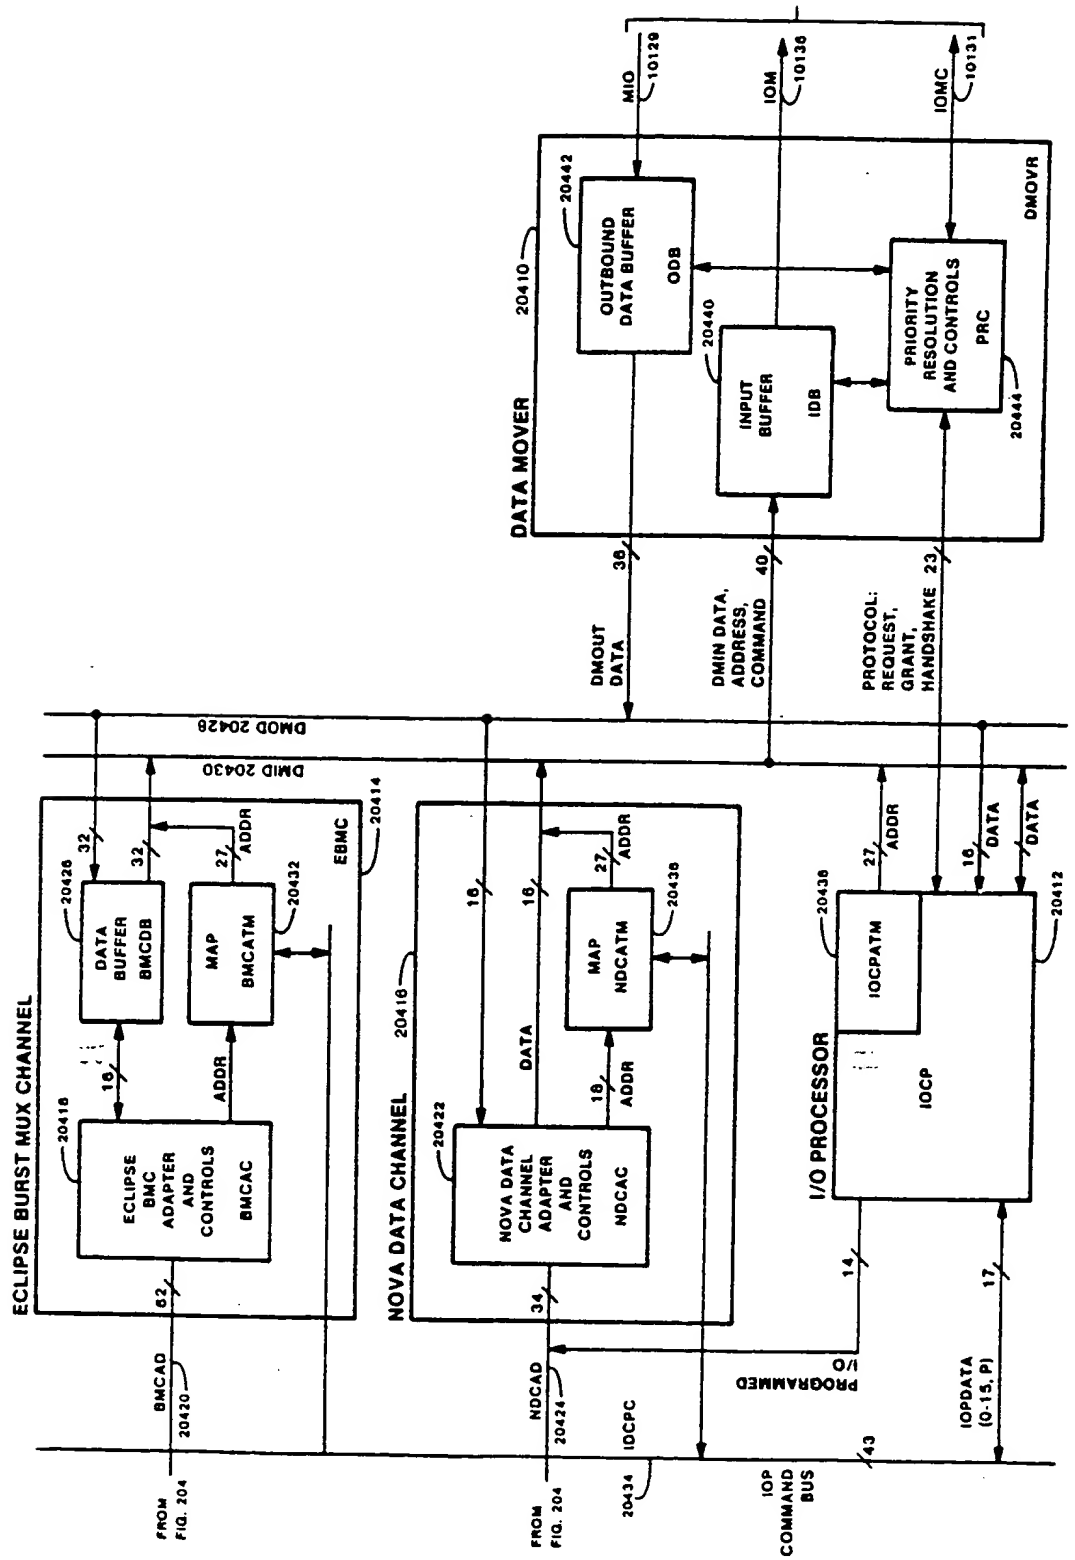 ECLIPSE BURST MUX CHANNEL
FROM
FIG. 204
BMCAD
20420
62
20418
ECLIPSE
BMC
ADAPTER
AND
CONTROLS
BMCAC
16
ADDR
20426
DATA
BUFFER
BMCDB
MAP
BMCATM
20432
32
32
27
ADDR
EBMC
20414
DMID 20430
DMOD 20428
NOVA DATA CHANNEL
FROM
FIG. 204
NDCAD
20424
34
20422
NOVA DATA
CHANNEL
ADAPTER
AND
CONTROLS
NDCAC
20416
DATA
18
ADDR
MAP
NDCATM
20436
16
16
27
ADDR
IOCPC
20434
IOP
COMMAND
BUS
43
PROGRAMMED
I/O
14
IOPDATA
(0-15, P)
17
I/O PROCESSOR
IOCP
IOCPATM
20438
20412
27
ADDR
16
DATA
DATA
DMOUT
DATA
36
DMIN DATA,
ADDRESS,
COMMAND
40
PROTOCOL:
REQUEST,
GRANT,
HANDSHAKE
23
DATA MOVER
20410
OUTBOUND
DATA BUFFER
ODB
20442
INPUT
BUFFER
IDB
20440
PRIORITY
RESOLUTION
AND CONTROLS
PRC
20444
DMOVR
MIO
10129
IOM
10136
IOMC
10131